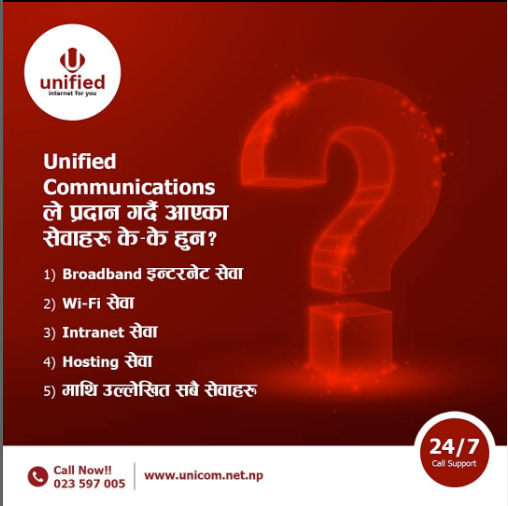 unified
internet for you
Unified
Communications
ले प्रदान गर्दै आएका
सेवाहरू के-के हुन?
1) Broadband इन्टरनेट सेवा
2) Wi-Fi सेवा
3) Intranet सेवा
4) Hosting सेवा
5) माथि उल्लेखित सबै सेवाहरू
24/7
Call Support
Call Now!!
023 597 005
www.unicom.net.np